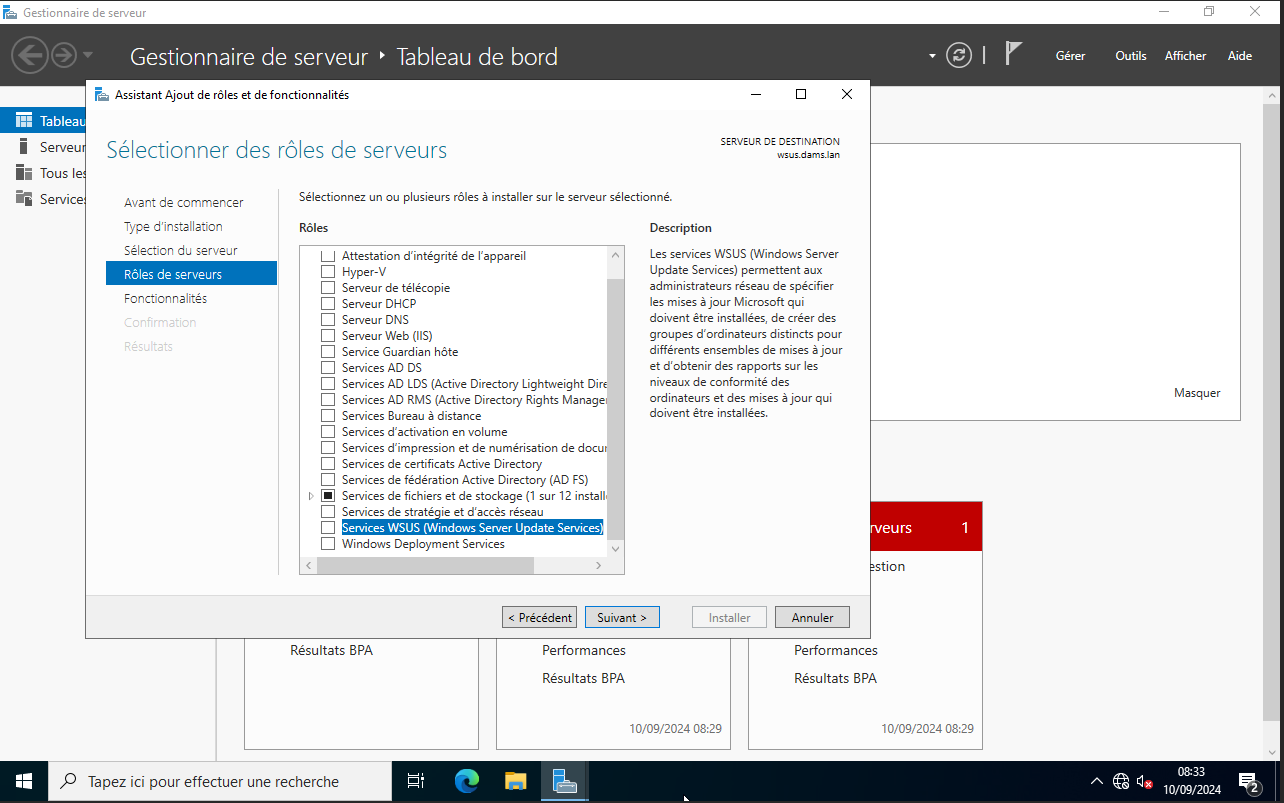 Gestionnaire de serveur
Gestionnaire de serveur ‣ Tableau de bord
Gérer
Outils
Afficher
Aide
Tableau
Serveur
Tous les
Services
Assistant Ajout de rôles et de fonctionnalités
Sélectionner des rôles de serveurs
SERVEUR DE DESTINATION
wsus.dams.lan
Avant de commencer
Type d'installation
Sélection du serveur
Rôles de serveurs
Fonctionnalités
Confirmation
Résultats
Sélectionnez un ou plusieurs rôles à installer sur le serveur sélectionné.
Rôles
Attestation d'intégrité de l'appareil
Hyper-V
Serveur de télécopie
Serveur DHCP
Serveur DNS
Serveur Web (IIS)
Service Guardian hôte
Services AD DS
Services AD LDS (Active Directory Lightweight Dire
Services AD RMS (Active Directory Rights Manage
Services Bureau à distance
Services d'activation en volume
Services d'impression et de numérisation de docu
Services de certificats Active Directory
Services de fédération Active Directory (AD FS)
Services de fichiers et de stockage (1 sur 12 install
Services de stratégie et d'accès réseau
Services WSUS (Windows Server Update Services)
Windows Deployment Services
Description
Les services WSUS (Windows Server
Update Services) permettent aux
administrateurs réseau de spécifier
les mises à jour Microsoft qui
doivent être installées, de créer des
groupes d'ordinateurs distincts pour
différents ensembles de mises à jour
et d'obtenir des rapports sur les
niveaux de conformité des
ordinateurs et des mises à jour qui
doivent être installées.
< Précédent
Suivant >
Installer
Annuler
Masquer
rveurs 1
estion
Résultats BPA
Performances
Résultats BPA
10/09/2024 08:29
Performances
Résultats BPA
10/09/2024 08:29
Tapez ici pour effectuer une recherche
08:33
10/09/2024
2